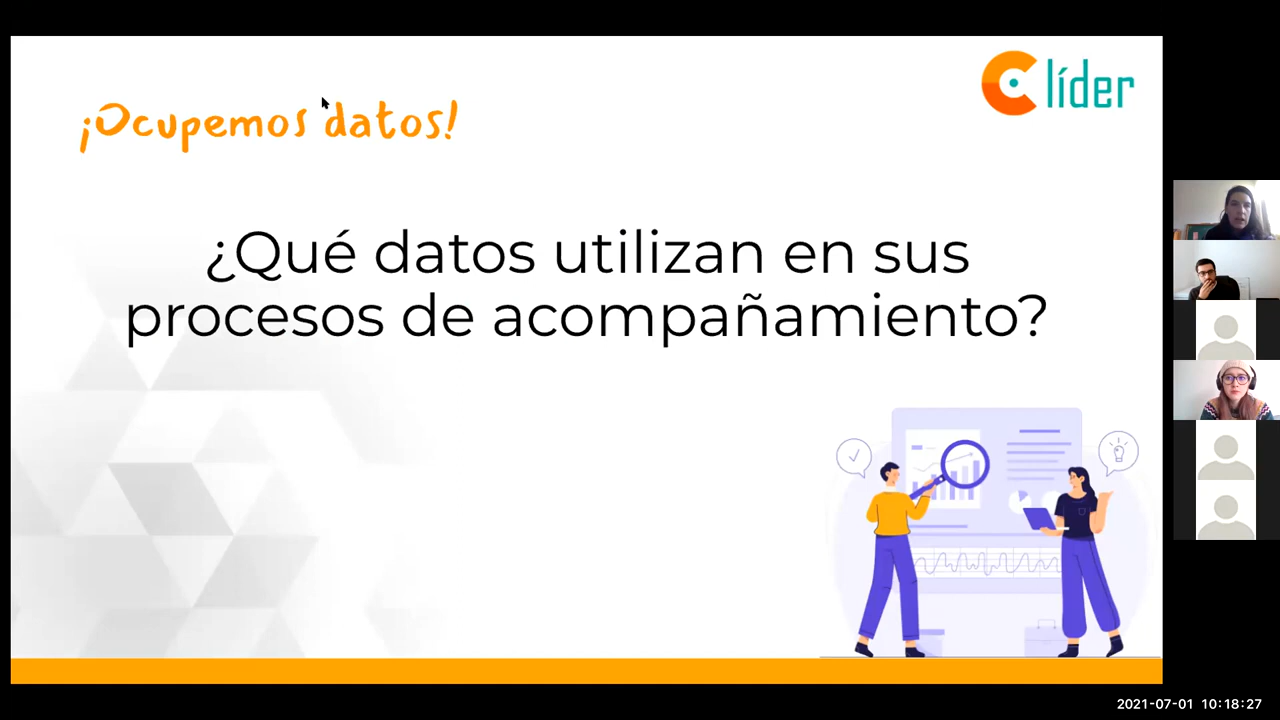 líder
¡Ocupemos datos!
¿Qué datos utilizan en sus
procesos de acompañamiento?
2021-07-01 10:18:27